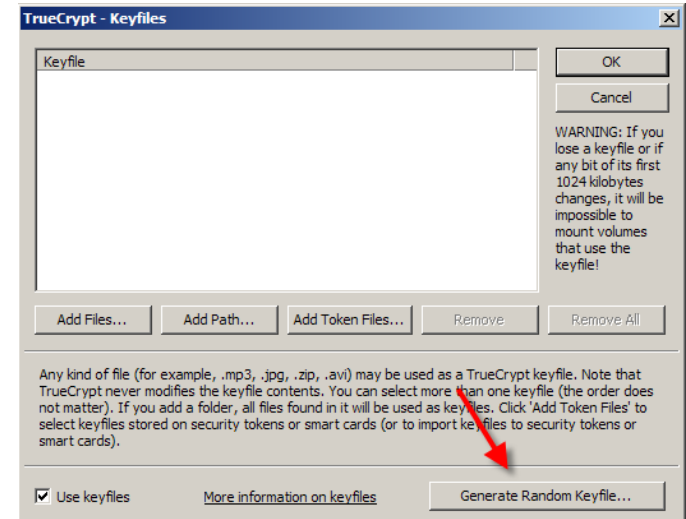 TrueCrypt - Keyfiles
Keyfile
OK
Cancel
WARNING: If you
lose a keyfile or if
any bit of its first
1024 kilobytes
changes, it will be
impossible to
mount volumes
that use the
keyfile!
Add Files...
Add Path...
Add Token Files...
Remove
Remove All
Any kind of file (for example, .mp3, .jpg, .zip, .avi) may be used as a TrueCrypt keyfile. Note that
TrueCrypt never modifies the keyfile contents. You can select more than one keyfile (the order does
not matter). If you add a folder, all files found in it will be used as keyfiles. Click 'Add Token Files' to
select keyfiles stored on security tokens or smart cards (or to import keyfiles to security tokens or
smart cards).
Use keyfiles
More information on keyfiles
Generate Random Keyfile...